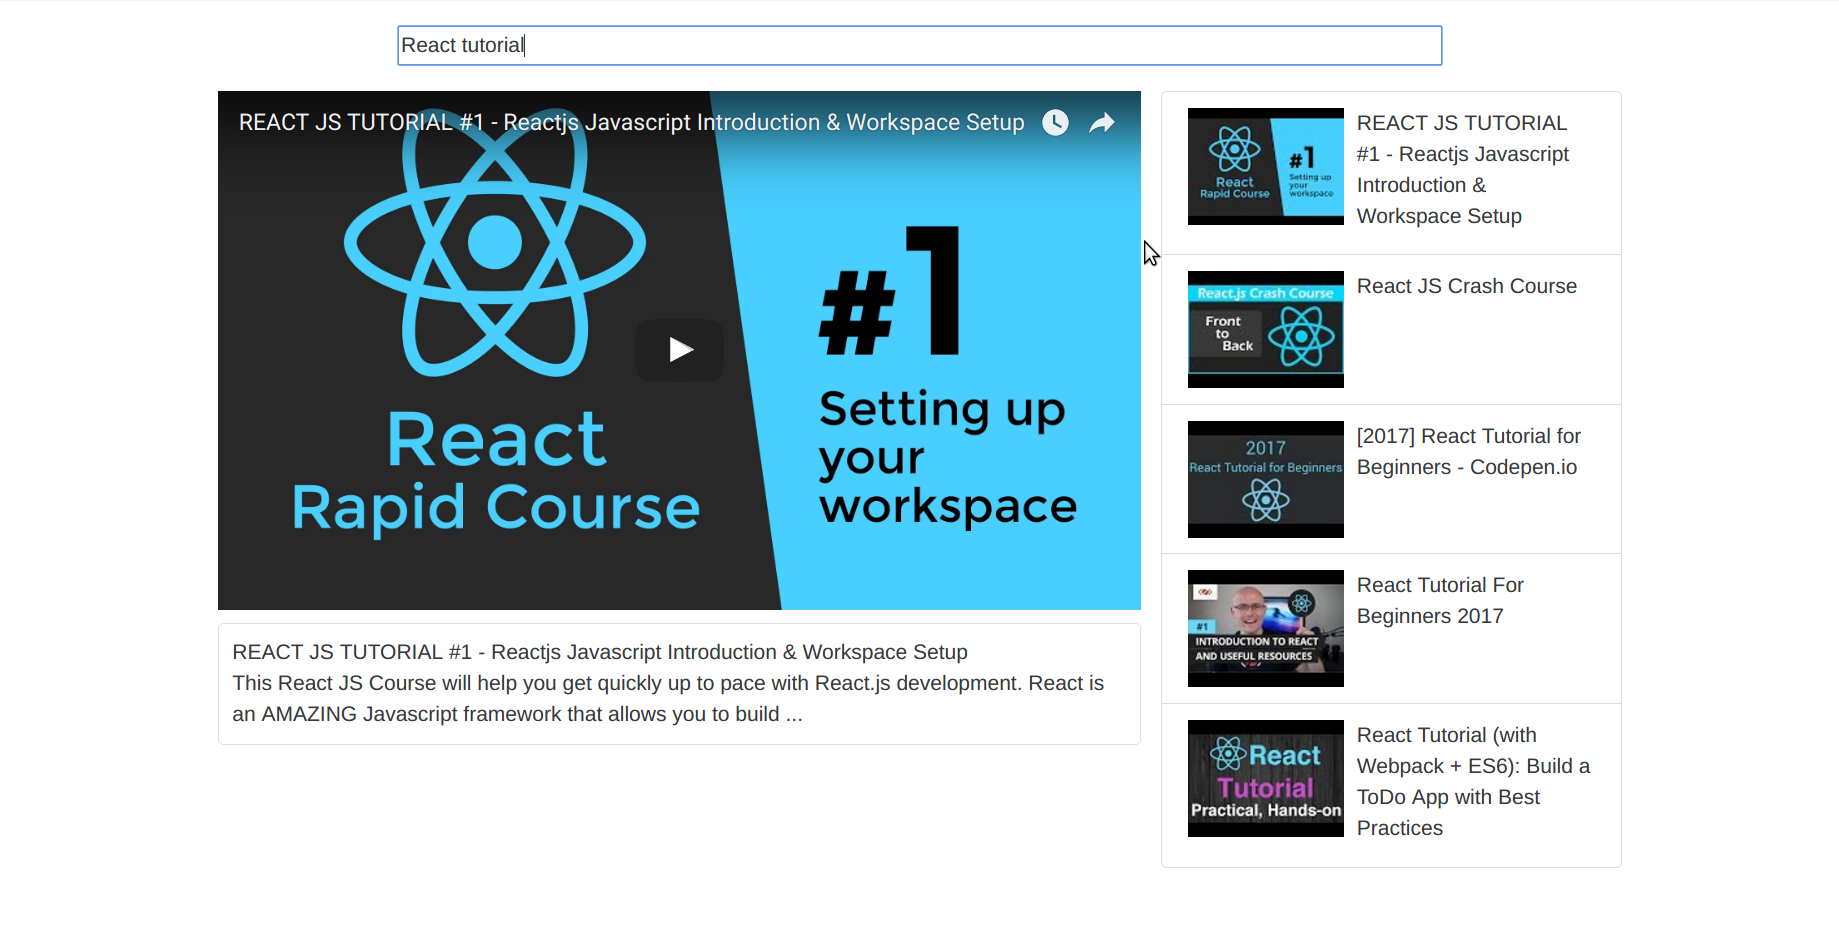 React tutorial
REACT JS TUTORIAL #1 - Reactjs Javascript Introduction & Workspace Setup
#1
React
Rapid Course
Setting up
your
workspace
REACT JS TUTORIAL #1 - Reactjs Javascript Introduction & Workspace Setup
This React JS Course will help you get quickly up to pace with React.js development. React is
an AMAZING Javascript framework that allows you to build ...
#1
React
Rapid Course
Setting up
your
workspace
REACT JS TUTORIAL
#1 - Reactjs Javascript
Introduction &
Workspace Setup
React.js Crash Course
Front
to
Back
React JS Crash Course
2017
React Tutorial for Beginners
[2017] React Tutorial for
Beginners - Codepen.io
#1
INTRODUCTION TO REACT
AND USEFUL RESOURCES
React Tutorial For
Beginners 2017
React
Tutorial
Practical, Hands-on
React Tutorial (with
Webpack + ES6): Build a
ToDo App with Best
Practices